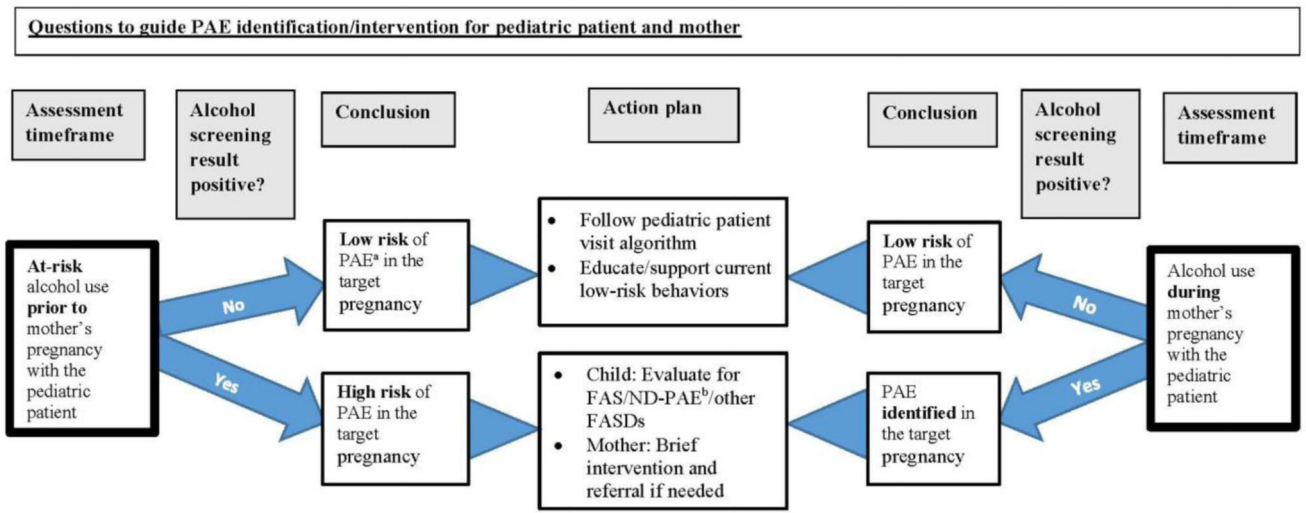 Questions to guide PAE identification/intervention for pediatric patient and mother
Assessment
timeframe
Alcohol
screening
result
positive?
Conclusion
Action plan
Conclusion
Alcohol
screening
result
positive?
Assessment
timeframe
At-risk
alcohol use
prior to
mother's
pregnancy
with the
pediatric
patient
No
Yes
Low risk of
PAEᵃ in the
target
pregnancy
High risk of
PAE in the
target
pregnancy
• Follow pediatric patient
visit algorithm
• Educate/support current
low-risk behaviors
• Child: Evaluate for
FAS/ND-PAEᵇ/other
FASDs
• Mother: Brief
intervention and
referral if needed
Low risk of
PAE in the
target
pregnancy
PAE
identified in
the target
pregnancy
No
Yes
Alcohol use
during
mother's
pregnancy
with the
pediatric
patient